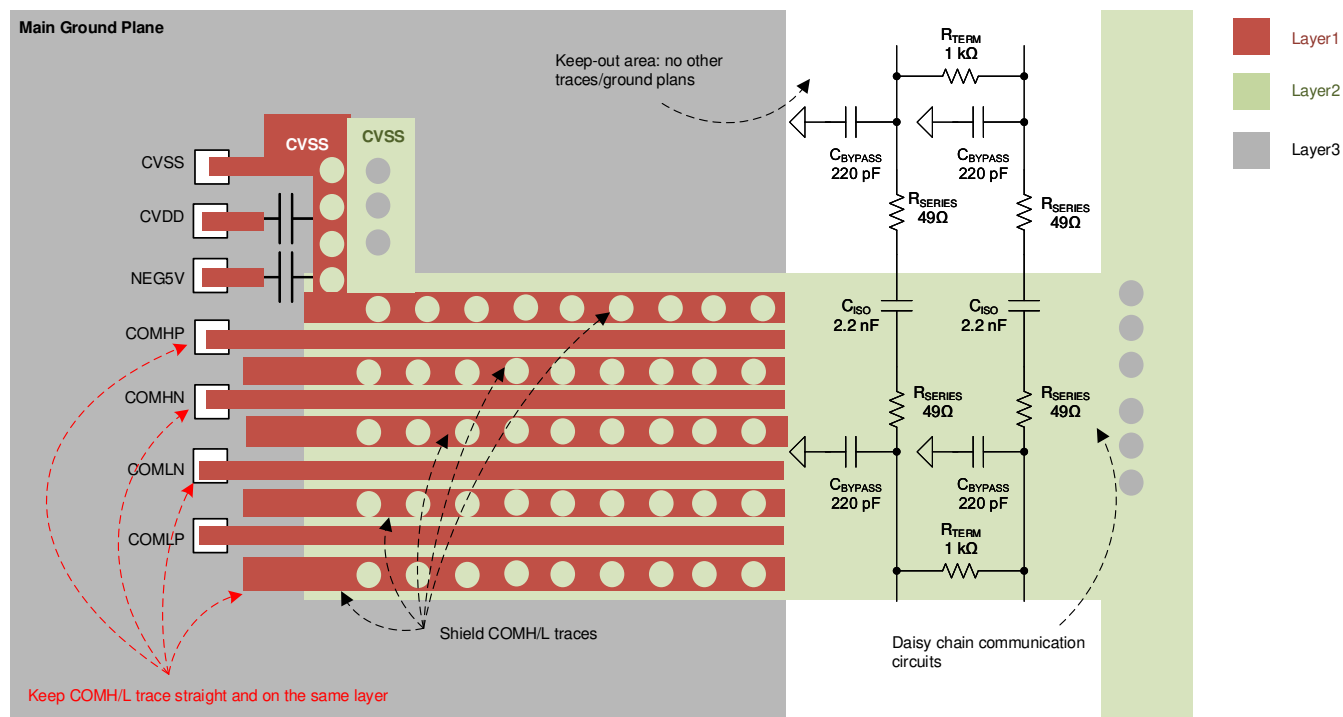 Main Ground Plane
Keep-out area: no other
traces/ground plans
Layer1
Layer2
Layer3
CVSS
CVSS
CVSS
CVDD
NEG5V
COMHP
COMHN
COMLN
COMLP
RTERM
1 kΩ
CBYPASS
220 pF
CBYPASS
220 pF
RSERIES
49Ω
RSERIES
49Ω
CISO
2.2 nF
CISO
2.2 nF
RSERIES
49Ω
RSERIES
49Ω
CBYPASS
220 pF
CBYPASS
220 pF
RTERM
1 kΩ
Shield COMH/L traces
Daisy chain communication
circuits
Keep COMH/L trace straight and on the same layer